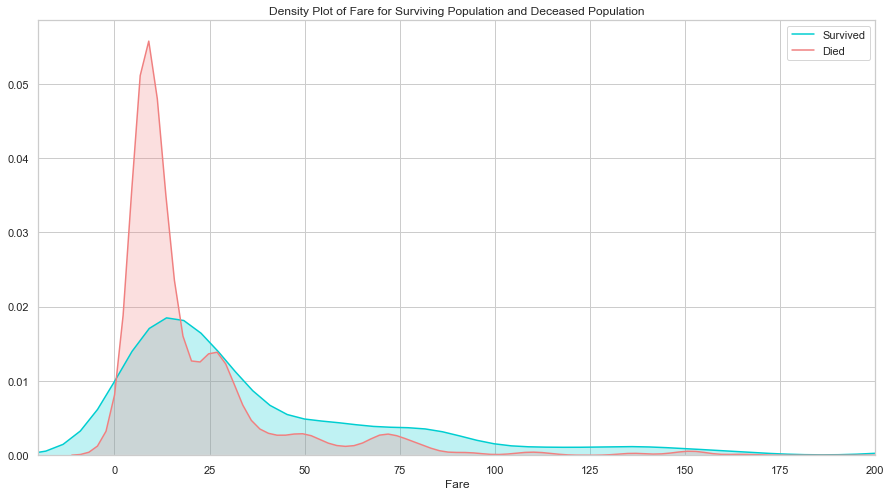 Density Plot of Fare for Surviving Population and Deceased Population
Survived
Died
0.05
0.04
0.03
0.02
0.01
0.00
0 25 50 75 100 125 150 175 200
Fare